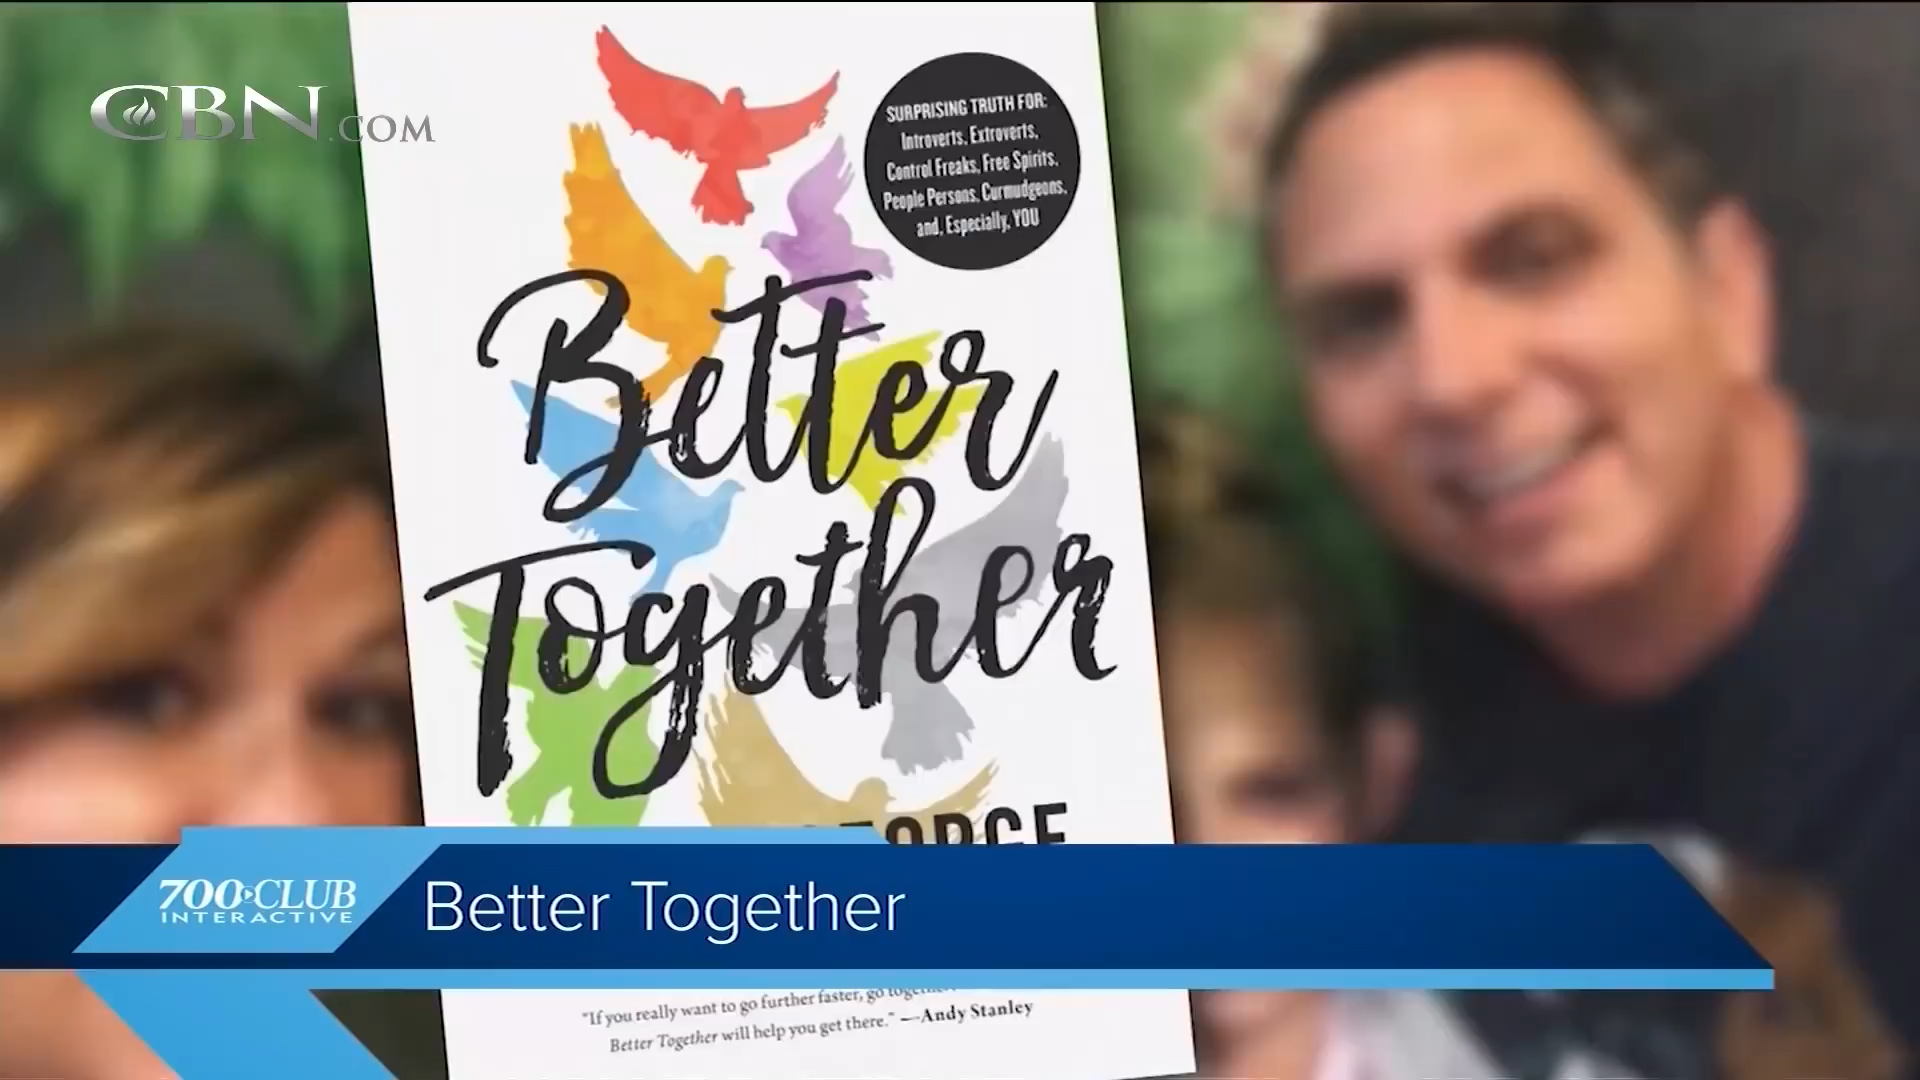 CBN.COM
SURPRISING TRUTH FOR:
Introverts, Extroverts,
Control Freaks, Free Spirits,
People Persons, Curmudgeons,
and, Especially, YOU
Better
Together
700 CLUB
INTERACTIVE
Better Together
"If you really want to go further faster, go
Better Together will help you get there." —Andy Stanley